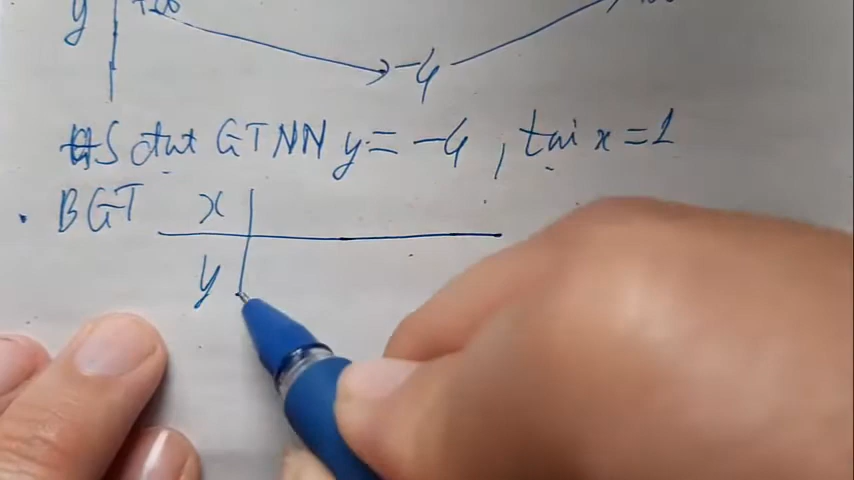 y +∞
-4
HS đạt GTNN y = -4, tại x = 1
. BGT x
y